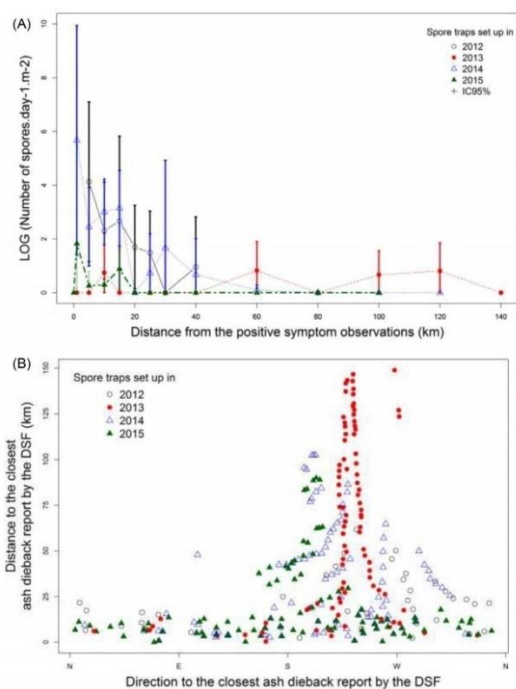 (A)
LOG (Number of spores.day-1.m-2)
10
8
6
4
2
0
Spore traps set up in
2012
2013
2014
2015
IC95%
0 20 40 60 80 100 120 140
Distance from the positive symptom observations (km)
(B)
Distance to the closest
ash dieback report by the DSF (km)
150
125
100
75
50
25
0
Spore traps set up in
2012
2013
2014
2015
N E S W N
Direction to the closest ash dieback report by the DSF